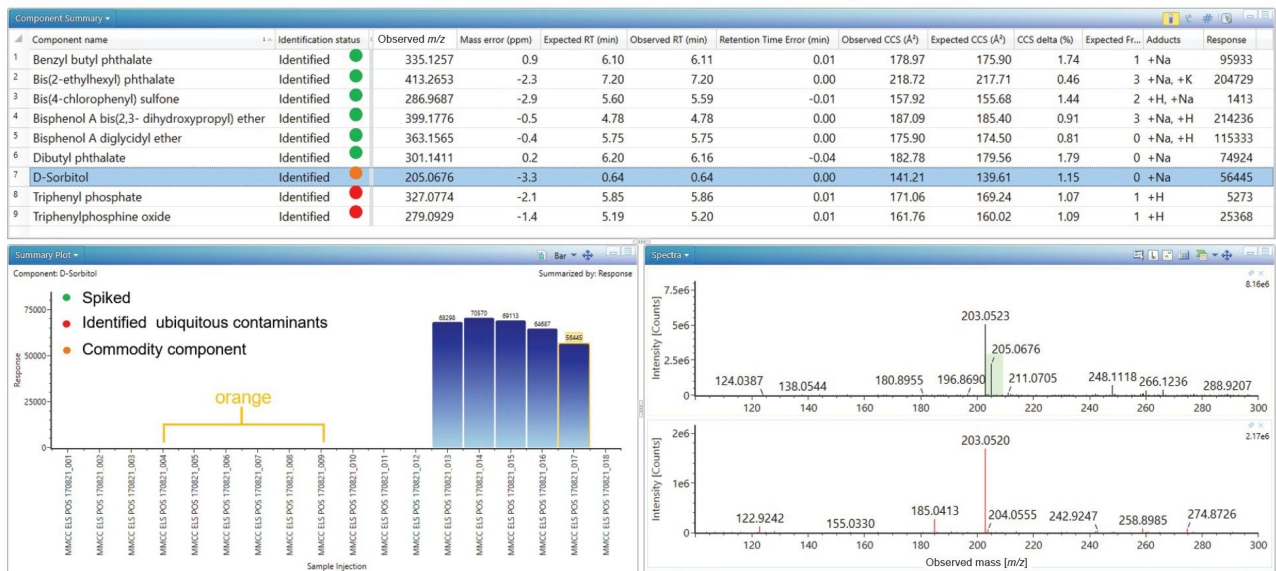 Component Summary
Component name Identification status Observed m/z Mass error (ppm) Expected RT (min) Observed RT (min) Retention Time Error (min) Observed CCS (Å²) Expected CCS (Å²) CCS delta (%) Expected Fr... Adducts Response
1 Benzyl butyl phthalate Identified 335.1257 0.9 6.10 6.11 0.01 178.97 175.90 1.74 1 +Na 95933
2 Bis(2-ethylhexyl) phthalate Identified 413.2653 -2.3 7.20 7.20 0.00 218.72 217.71 0.46 3 +Na, +K 204729
3 Bis(4-chlorophenyl) sulfone Identified 286.9687 -2.9 5.60 5.59 -0.01 157.92 155.68 1.44 2 +H, +Na 1413
4 Bisphenol A bis(2,3- dihydroxypropyl) ether Identified 399.1776 -0.5 4.78 4.78 0.00 187.09 185.40 0.91 3 +Na, +H 214236
5 Bisphenol A diglycidyl ether Identified 363.1565 -0.4 5.75 5.75 0.00 175.90 174.50 0.81 0 +Na, +H 115333
6 Dibutyl phthalate Identified 301.1411 0.2 6.20 6.16 -0.04 182.78 179.56 1.79 0 +Na 74924
7 D-Sorbitol Identified 205.0676 -3.3 0.64 0.64 0.00 141.21 139.61 1.15 0 +Na 56445
8 Triphenyl phosphate Identified 327.0774 -2.1 5.85 5.86 0.01 171.06 169.24 1.07 1 +H 5273
9 Triphenylphosphine oxide Identified 279.0929 -1.4 5.19 5.20 0.01 161.76 160.02 1.09 1 +H 25368
Summary Plot Bar
Component: D-Sorbitol Summarized by: Response
Spiked
Identified ubiquitous contaminants
Commodity component
orange
Response
75000
50000
25000
0
68298 70570 69113 64687 56445
MMCC ELS POS 170821_001
MMCC ELS POS 170821_002
MMCC ELS POS 170821_003
MMCC ELS POS 170821_004
MMCC ELS POS 170821_005
MMCC ELS POS 170821_006
MMCC ELS POS 170821_007
MMCC ELS POS 170821_008
MMCC ELS POS 170821_009
MMCC ELS POS 170821_010
MMCC ELS POS 170821_011
MMCC ELS POS 170821_012
MMCC ELS POS 170821_013
MMCC ELS POS 170821_014
MMCC ELS POS 170821_015
MMCC ELS POS 170821_016
MMCC ELS POS 170821_017
MMCC ELS POS 170821_018
Sample Injection
Spectra
8.16e6
Intensity [Counts]
7.5e6
5e6
2.5e6
0
203.0523
205.0676
124.0387 138.0544 180.8955 196.8690 211.0705 248.1118 266.1236 288.9207
120 140 160 180 200 220 240 260 280 300
2.17e6
Intensity [Counts]
2e6
1e6
0
203.0520
122.9242 155.0330 185.0413 204.0555 242.9247 258.8985 274.8726
120 140 160 180 200 220 240 260 280 300
Observed mass [m/z]